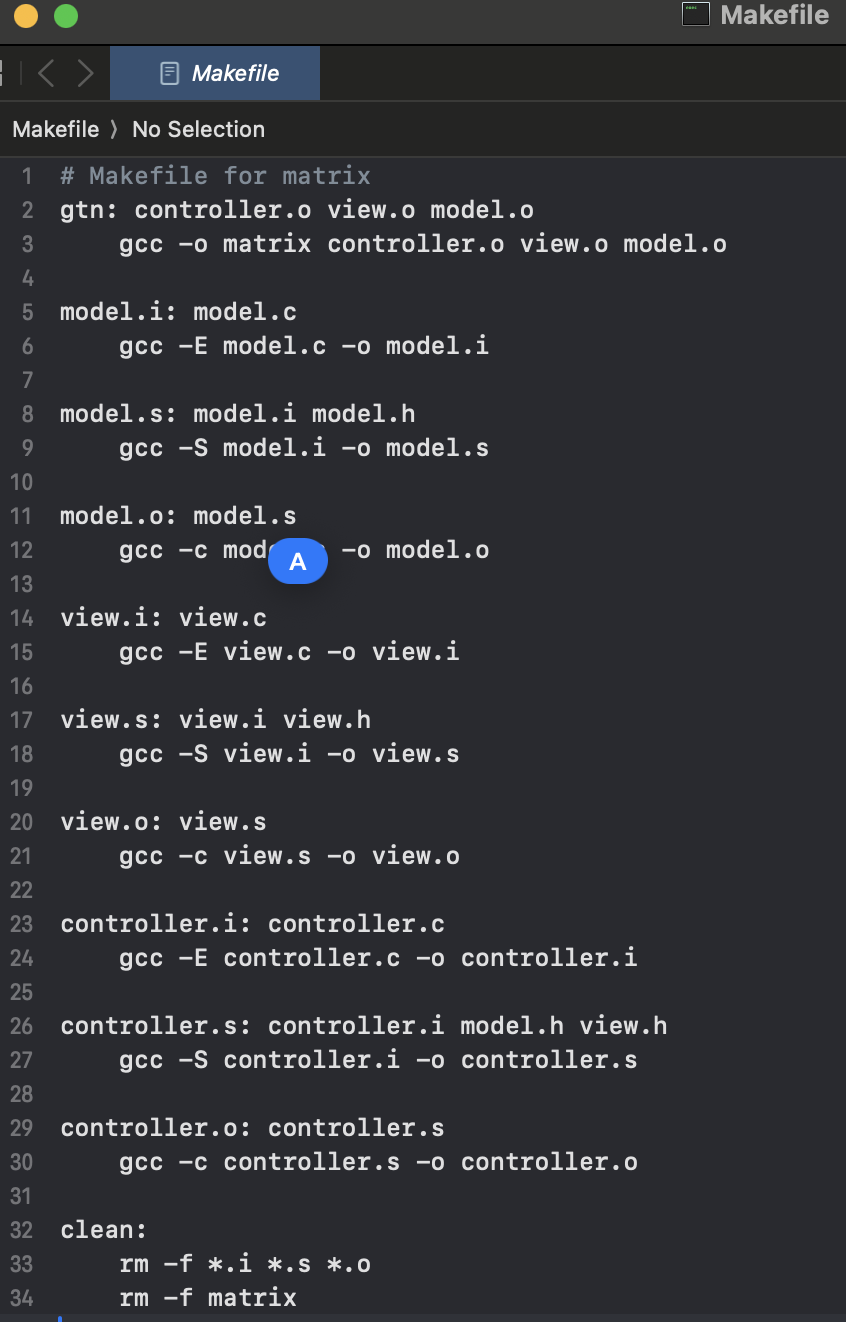 Makefile
Makefile
Makefile 〉 No Selection
1 # Makefile for matrix
2 gtn: controller.o view.o model.o
3 gcc -o matrix controller.o view.o model.o
4
5 model.i: model.c
6 gcc -E model.c -o model.i
7
8 model.s: model.i model.h
9 gcc -S model.i -o model.s
10
11 model.o: model.s
12 gcc -c -o model.o
A
13
14 view.i: view.c
15 gcc -E view.c -o view.i
16
17 view.s: view.i view.h
18 gcc -S view.i -o view.s
19
20 view.o: view.s
21 gcc -c view.s -o view.o
22
23 controller.i: controller.c
24 gcc -E controller.c -o controller.i
25
26 controller.s: controller.i model.h view.h
27 gcc -S controller.i -o controller.s
28
29 controller.o: controller.s
30 gcc -c controller.s -o controller.o
31
32 clean:
33 rm -f *.i *.s *.o
34 rm -f matrix